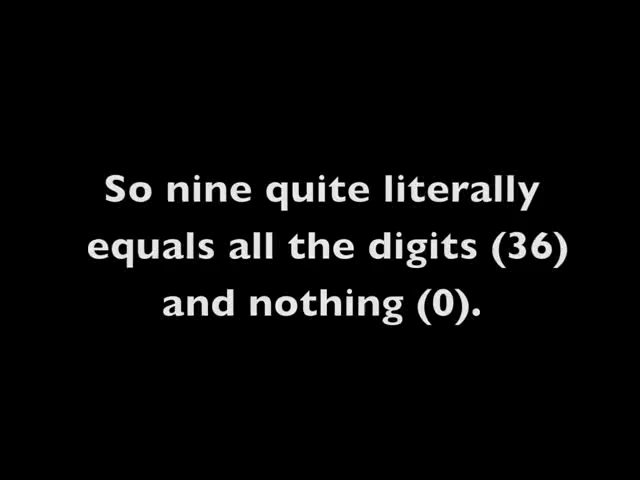 So nine quite literally
equals all the digits (36)
and nothing (0).